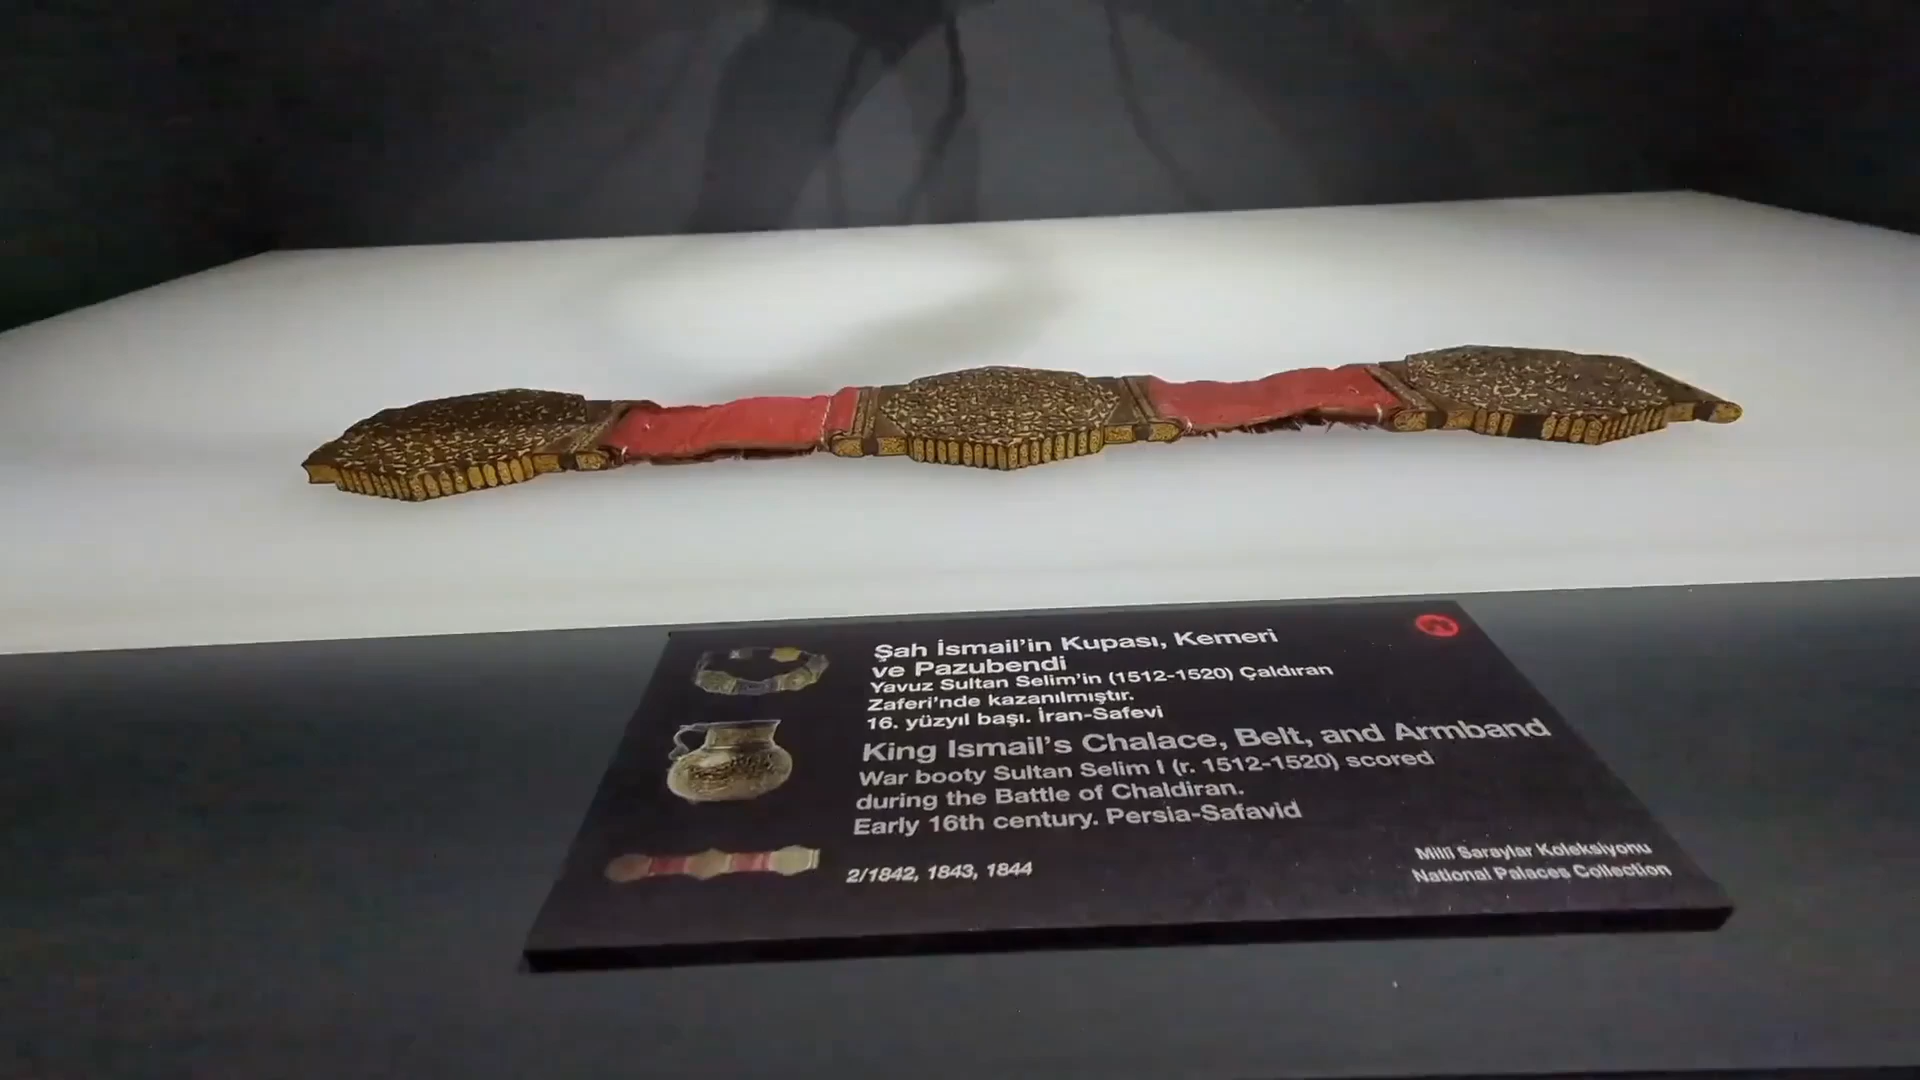 Şah İsmail'in Kupası, Kemeri
ve Pazubendi
Yavuz Sultan Selim'in (1512-1520) Çaldıran
Zaferi'nde kazanılmıştır.
16. yüzyıl başı. İran-Safevi
King Ismail's Chalace, Belt, and Armband
War booty Sultan Selim I (r. 1512-1520) scored
during the Battle of Chaldiran.
Early 16th century. Persia-Safavid
2/1842, 1843, 1844
Milli Saraylar Koleksiyonu
National Palaces Collection